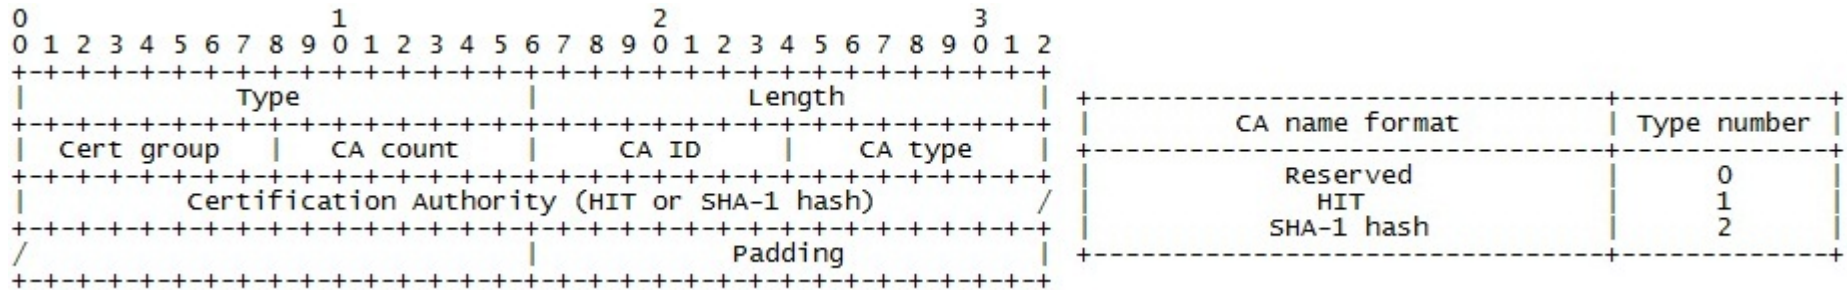 0                   1                   2                   3
0 1 2 3 4 5 6 7 8 9 0 1 2 3 4 5 6 7 8 9 0 1 2 3 4 5 6 7 8 9 0 1 2
+-+-+-+-+-+-+-+-+-+-+-+-+-+-+-+-+-+-+-+-+-+-+-+-+-+-+-+-+-+-+-+-+
|             Type              |             Length            |
+-+-+-+-+-+-+-+-+-+-+-+-+-+-+-+-+-+-+-+-+-+-+-+-+-+-+-+-+-+-+-+-+
|  Cert group   |   CA count    |     CA ID     |    CA type    |
+-+-+-+-+-+-+-+-+-+-+-+-+-+-+-+-+-+-+-+-+-+-+-+-+-+-+-+-+-+-+-+-+
|          Certification Authority (HIT or SHA-1 hash)          /
+-+-+-+-+-+-+-+-+-+-+-+-+-+-+-+-+-+-+-+-+-+-+-+-+-+-+-+-+-+-+-+-+
/                               |            Padding            |
+-+-+-+-+-+-+-+-+-+-+-+-+-+-+-+-+-+-+-+-+-+-+-+-+-+-+-+-+-+-+-+-+
+--------------------------------+-------------+
|         CA name format         | Type number |
+--------------------------------+-------------+
|            Reserved            |      0      |
|              HIT               |      1      |
|           SHA-1 hash           |      2      |
+--------------------------------+-------------+